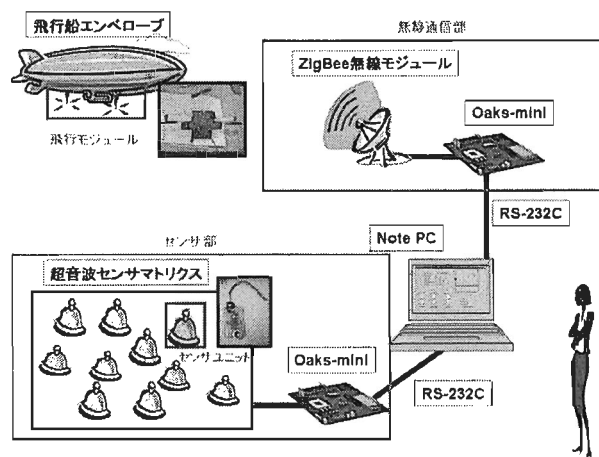 飛行船エンベロープ
飛行モジュール
無線通信部
ZigBee無線モジュール
Oaks-mini
RS-232C
Note PC
センサ部
超音波センサマトリクス
センサユニット
Oaks-mini
RS-232C